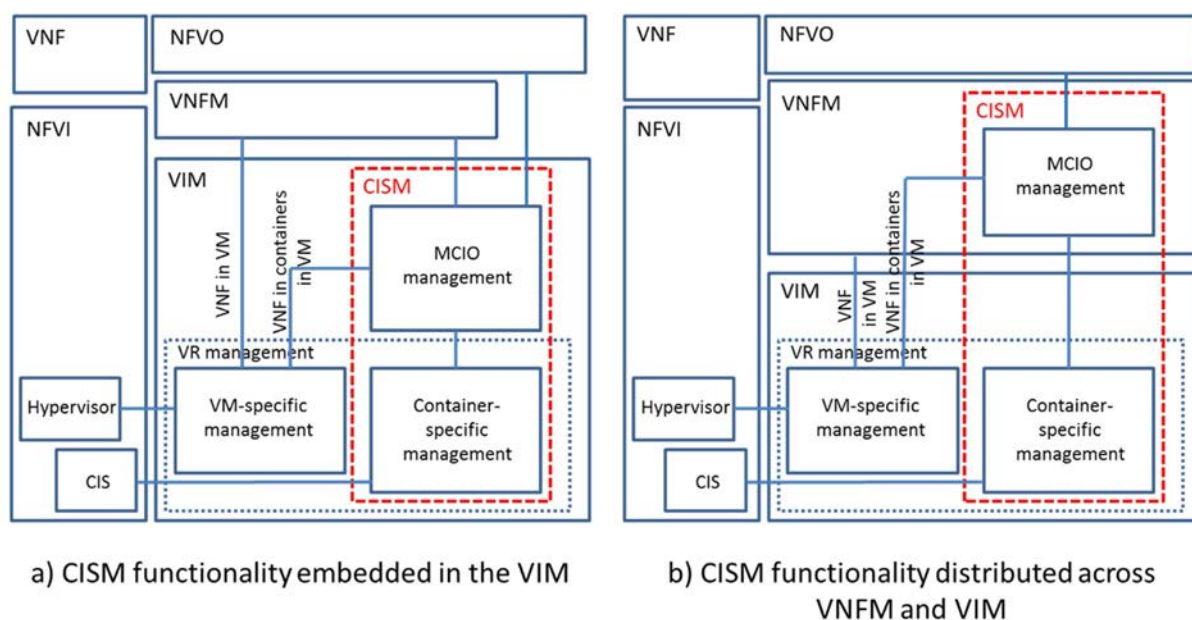 VNF
NFVO
VNFM
NFVI
VIM
CISM
MCIO
management
VNF in VM
VNF in containers
in VM
VR management
Hypervisor
VM-specific
management
Container-
specific
management
CIS
a) CISM functionality embedded in the VIM
VNF
NFVO
VNFM
CISM
NFVI
MCIO
management
VIM
VNF
in VM
VNF in containers
in VM
VR management
Hypervisor
VM-specific
management
Container-
specific
management
CIS
b) CISM functionality distributed across
VNFM and VIM